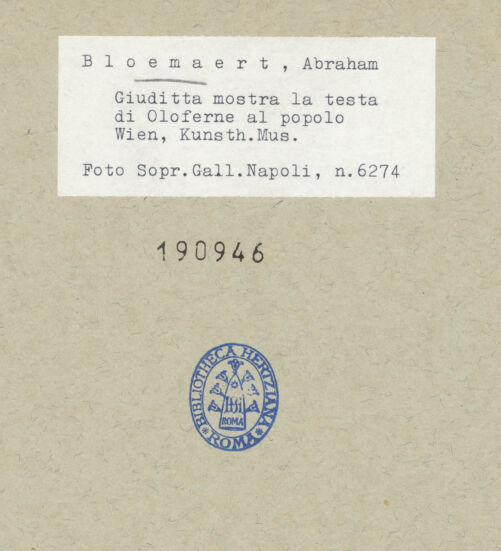 Bloemaert, Abraham
Giuditta mostra la testa
di Oloferne al popolo
Wien, Kunsth.Mus.
Foto Sopr.Gall.Napoli, n.6274
190946
BIBLIOTHECA HERTZIANA
ROMA
ROMA